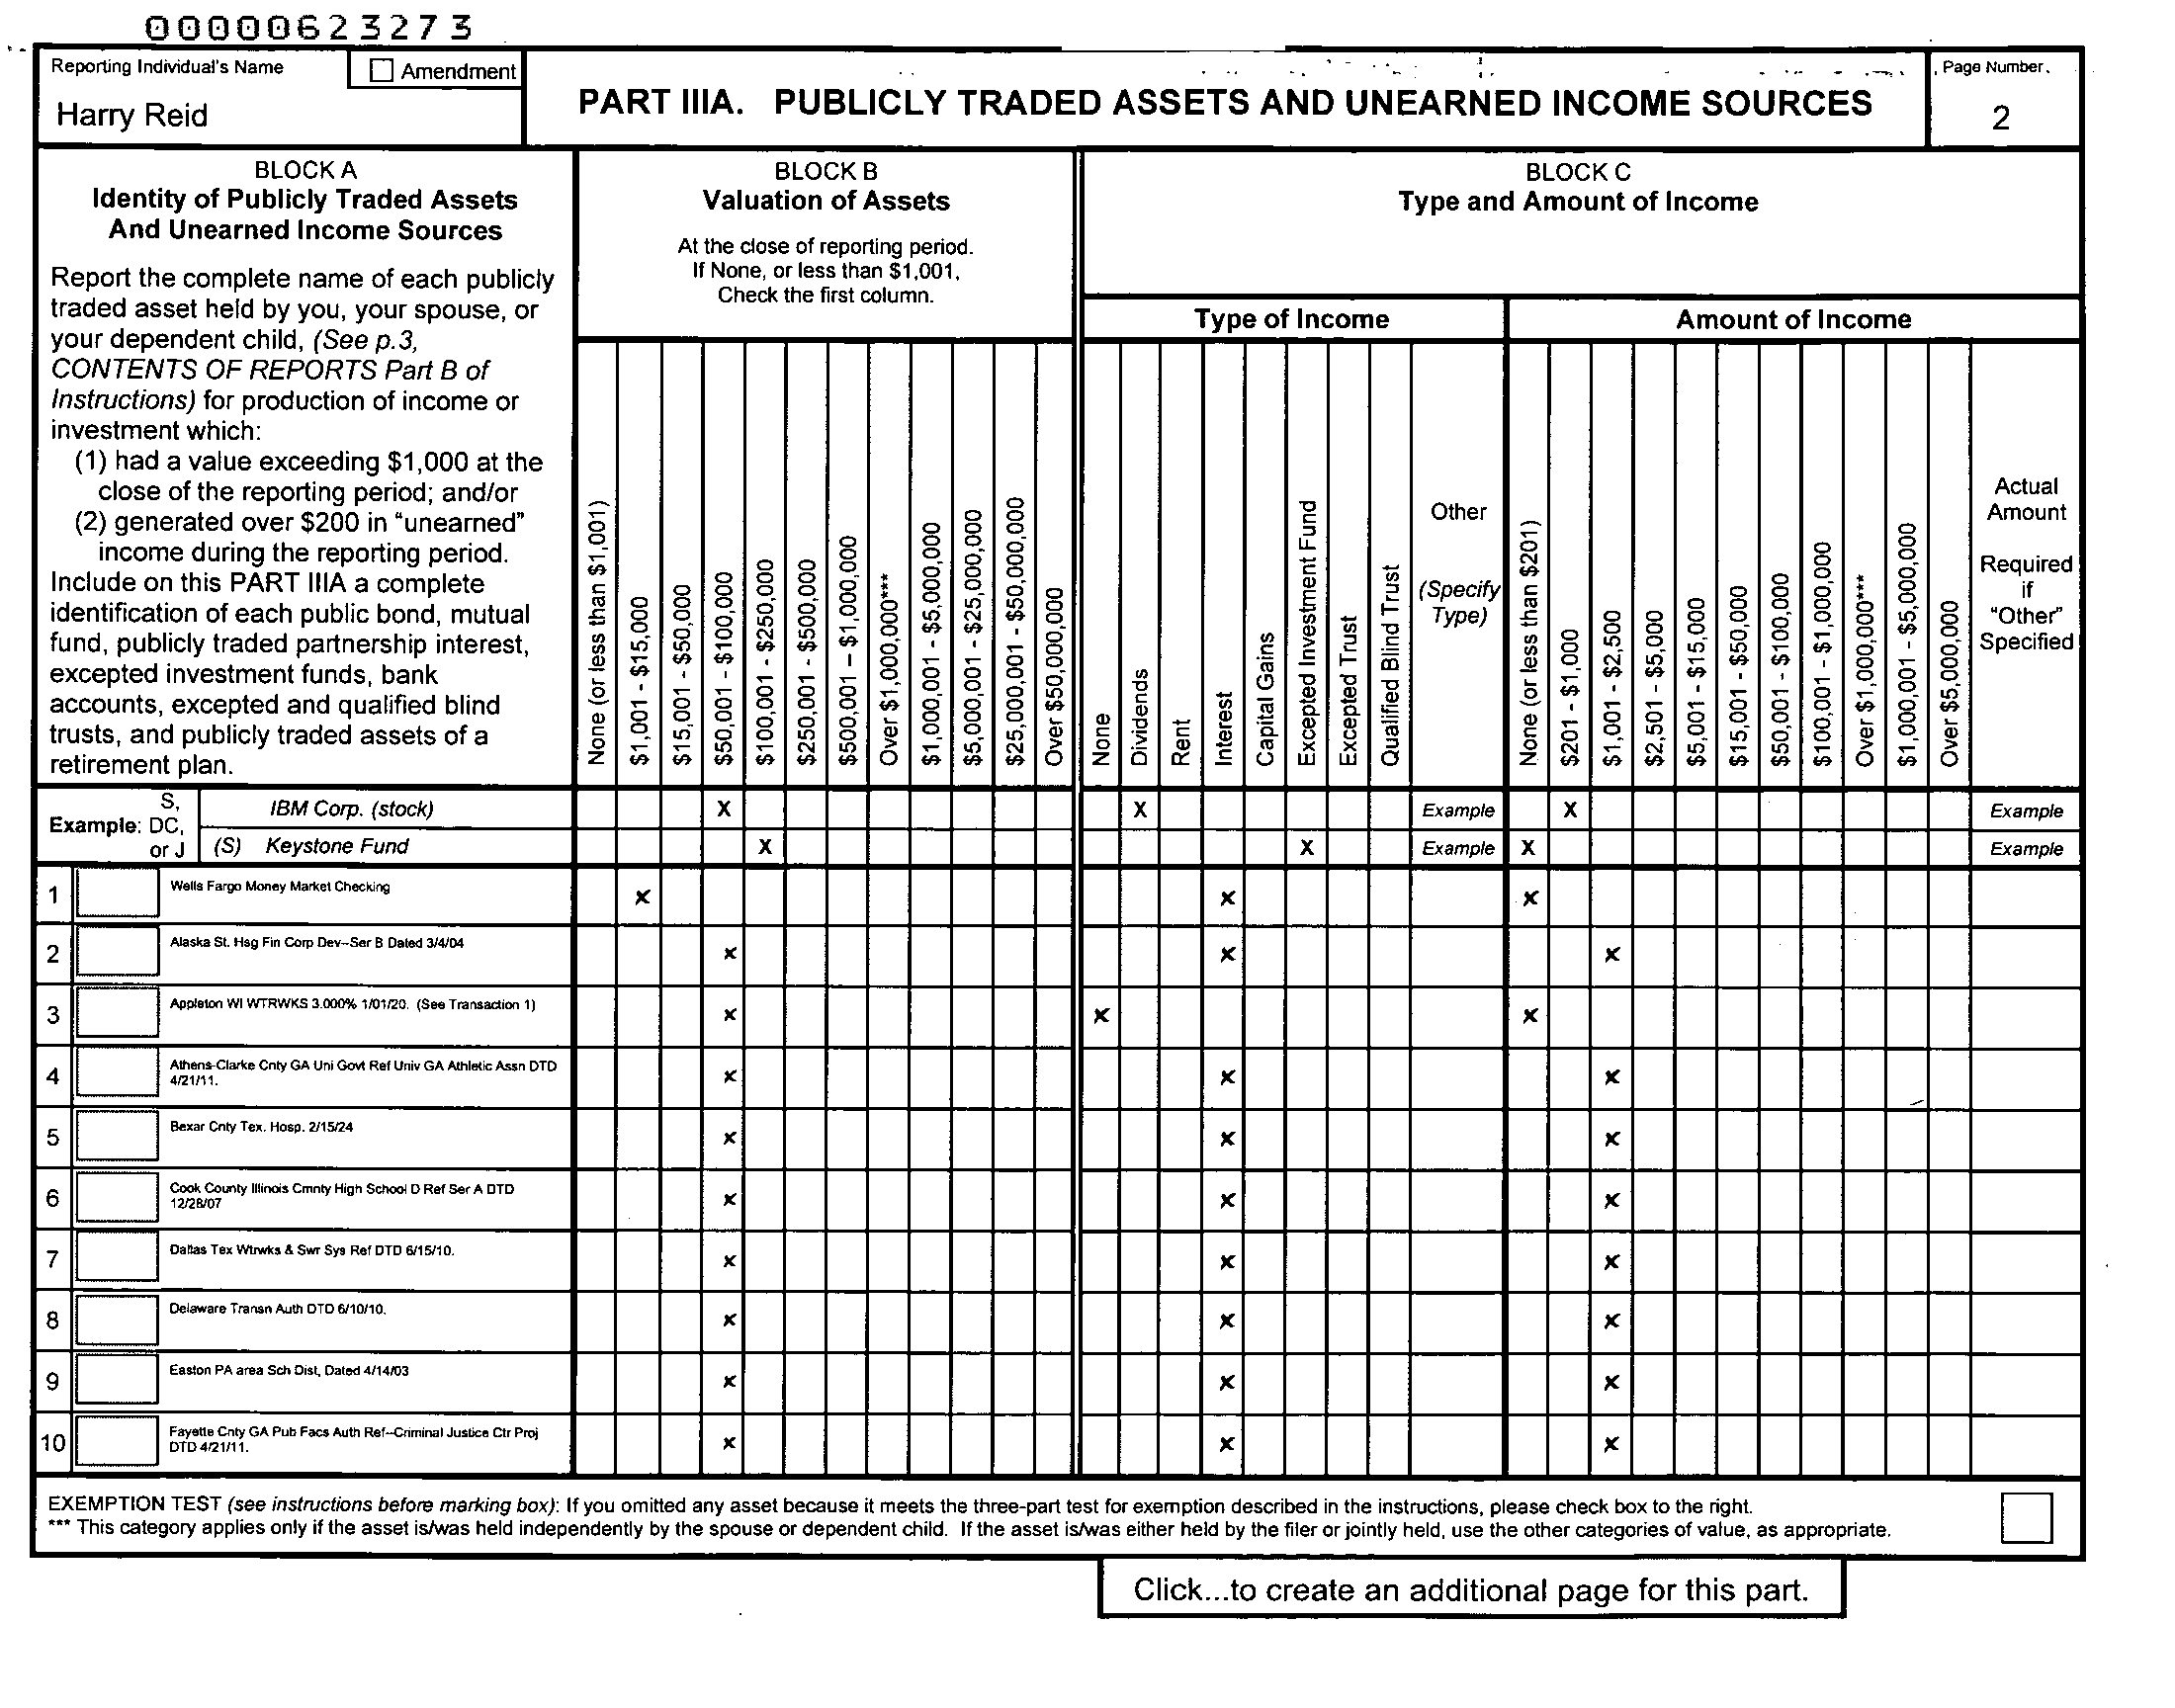 00000623273
Reporting Individual's Name
Amendment
Harry Reid
PART IIIA. PUBLICLY TRADED ASSETS AND UNEARNED INCOME SOURCES
Page Number
2
BLOCK A
Identity of Publicly Traded Assets
And Unearned Income Sources
Report the complete name of each publicly
traded asset held by you, your spouse, or
your dependent child, (See p.3,
CONTENTS OF REPORTS Part B of
Instructions) for production of income or
investment which:
(1) had a value exceeding $1,000 at the
close of the reporting period; and/or
(2) generated over $200 in “unearned”
income during the reporting period.
Include on this PART IIIA a complete
identification of each public bond, mutual
fund, publicly traded partnership interest,
excepted investment funds, bank
accounts, excepted and qualified blind
trusts, and publicly traded assets of a
retirement plan.
BLOCK B
Valuation of Assets
At the close of reporting period.
If None, or less than $1,001,
Check the first column.
None (or less than $1,001)
$1,001 - $15,000
$15,001 - $50,000
$50,001 - $100,000
$100,001 - $250,000
$250,001 - $500,000
$500,001 – $1,000,000
Over $1,000,000***
$1,000,001 - $5,000,000
$5,000,001 - $25,000,000
$25,000,001 - $50,000,000
Over $50,000,000
BLOCK C
Type and Amount of Income
Type of Income
None
Dividends
Rent
Interest
Capital Gains
Excepted Investment Fund
Excepted Trust
Qualified Blind Trust
Other
(Specify
Type)
Amount of Income
None (or less than $201)
$201 - $1,000
$1,001 - $2,500
$2,501 - $5,000
$5,001 - $15,000
$15,001 - $50,000
$50,001 - $100,000
$100,001 - $1,000,000
Over $1,000,000***
$1,000,001 - $5,000,000
Over $5,000,000
Actual
Amount
Required
if
“Other”
Specified
Example: S,
DC,
or J
IBM Corp. (stock) X X Example X Example
(S) Keystone Fund X X Example X Example
1 Wells Fargo Money Market Checking x x x
2 Alaska St. Hsg Fin Corp Dev--Ser B Dated 3/4/04 x x x
3 Appleton WI WTRWKS 3.000% 1/01/20. (See Transaction 1) x x x
4 Athens-Clarke Cnty GA Uni Govt Ref Univ GA Athletic Assn DTD
4/21/11. x x x
5 Bexar Cnty Tex. Hosp. 2/15/24 x x x
6 Cook County Illinois Cmnty High School D Ref Ser A DTD
12/28/07 x x x
7 Dallas Tex Wtrwks & Swr Sys Ref DTD 6/15/10. x x x
8 Delaware Transn Auth DTD 6/10/10. x x x
9 Easton PA area Sch Dist, Dated 4/14/03 x x x
10 Fayette Cnty GA Pub Facs Auth Ref--Criminal Justice Ctr Proj
DTD 4/21/11. x x x
EXEMPTION TEST (see instructions before marking box): If you omitted any asset because it meets the three-part test for exemption described in the instructions, please check box to the right.
*** This category applies only if the asset is/was held independently by the spouse or dependent child. If the asset is/was either held by the filer or jointly held, use the other categories of value, as appropriate.
Click...to create an additional page for this part.